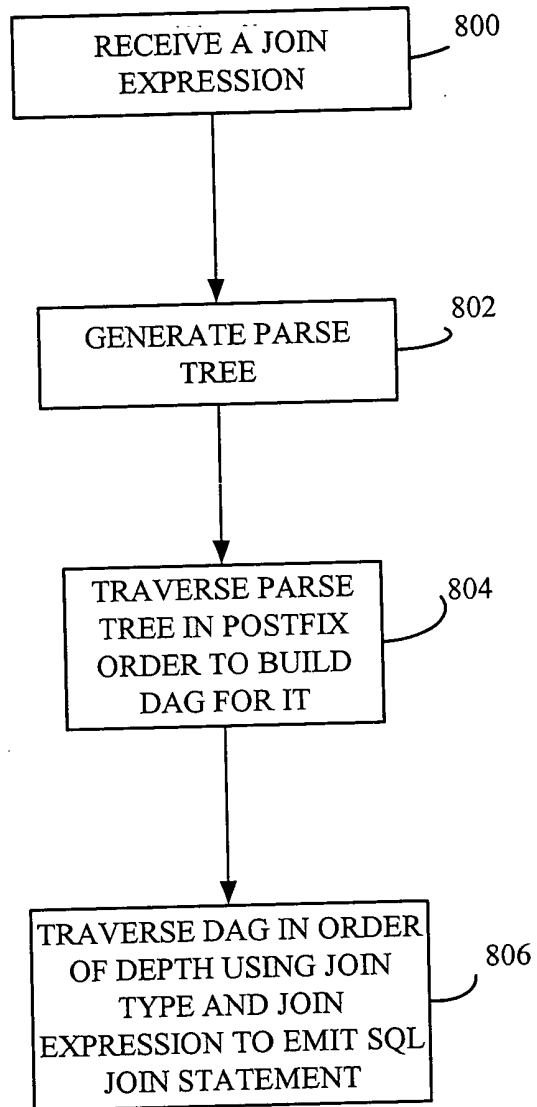 RECEIVE A JOIN
EXPRESSION
800
GENERATE PARSE
TREE
802
TRAVERSE PARSE
TREE IN POSTFIX
ORDER TO BUILD
DAG FOR IT
804
TRAVERSE DAG IN ORDER
OF DEPTH USING JOIN
TYPE AND JOIN
EXPRESSION TO EMIT SQL
JOIN STATEMENT
806